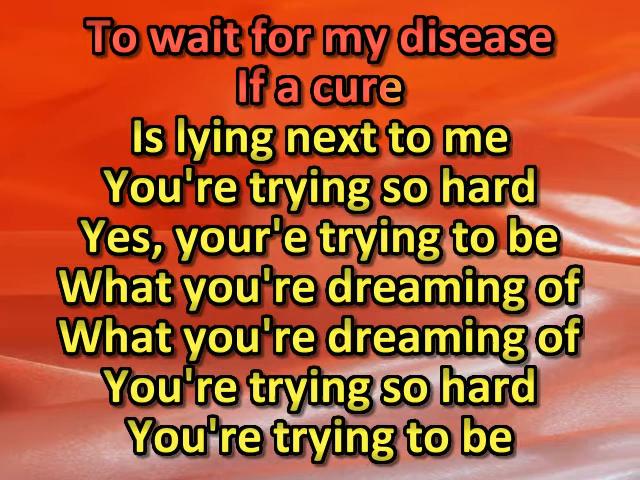 To wait for my disease
If a cure
Is lying next to me
You're trying so hard
Yes, your'e trying to be
What you're dreaming of
What you're dreaming of
You're trying so hard
You're trying to be